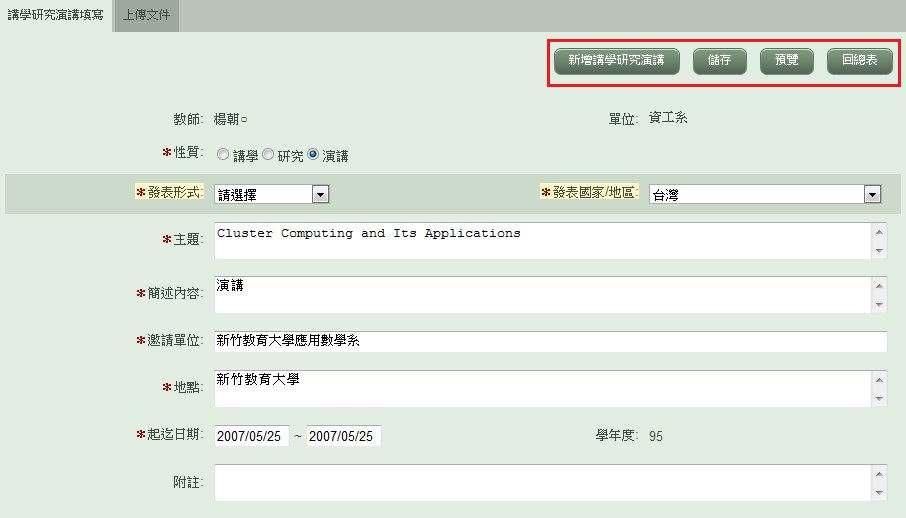 講學研究演講填寫 上傳文件
新增講學研究演講 儲存 預覽 回總表
教師: 楊朝○ 單位: 資工系
*性質: 講學 研究 演講
*發表形式: 請選擇 *發表國家/地區: 台灣
*主題: Cluster Computing and Its Applications
*簡述內容: 演講
*邀請單位: 新竹教育大學應用數學系
*地點: 新竹教育大學
*起迄日期: 2007/05/25 ~ 2007/05/25 學年度: 95
附註: